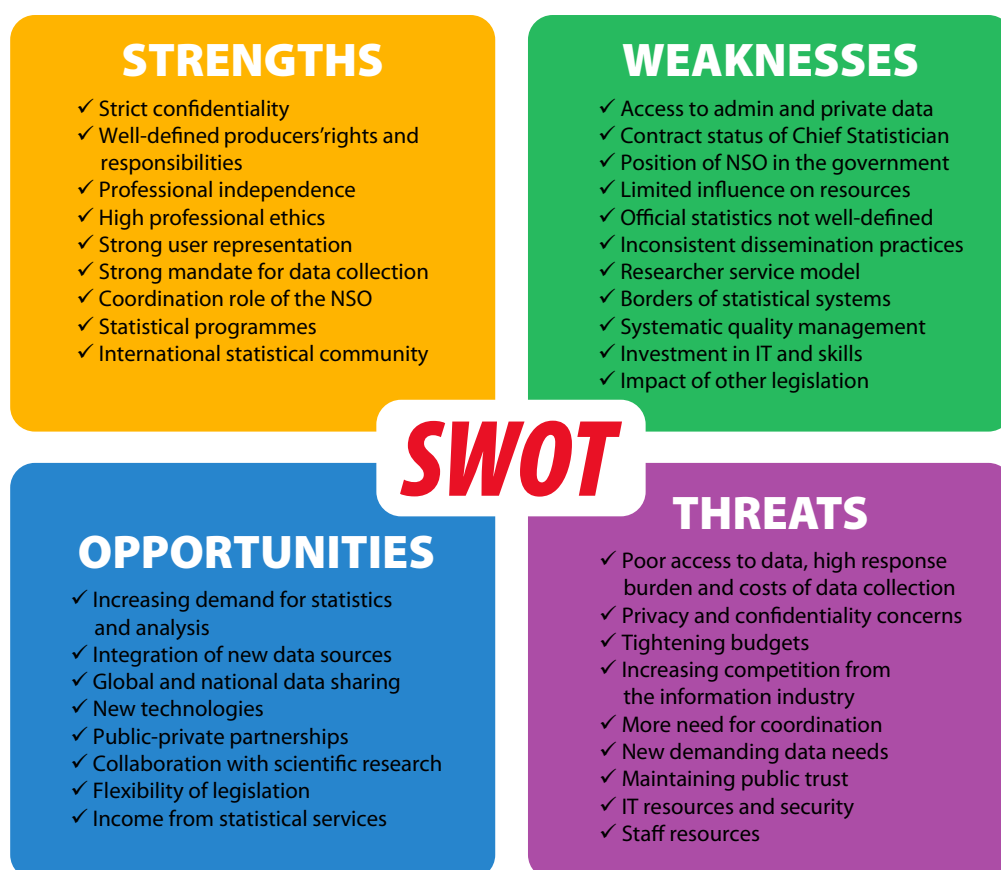 STRENGTHS
✓ Strict confidentiality
✓ Well-defined producers'rights and
responsibilities
✓ Professional independence
✓ High professional ethics
✓ Strong user representation
✓ Strong mandate for data collection
✓ Coordination role of the NSO
✓ Statistical programmes
✓ International statistical community
WEAKNESSES
✓ Access to admin and private data
✓ Contract status of Chief Statistician
✓ Position of NSO in the government
✓ Limited influence on resources
✓ Official statistics not well-defined
✓ Inconsistent dissemination practices
✓ Researcher service model
✓ Borders of statistical systems
✓ Systematic quality management
✓ Investment in IT and skills
✓ Impact of other legislation
SWOT
OPPORTUNITIES
✓ Increasing demand for statistics
and analysis
✓ Integration of new data sources
✓ Global and national data sharing
✓ New technologies
✓ Public-private partnerships
✓ Collaboration with scientific research
✓ Flexibility of legislation
✓ Income from statistical services
THREATS
✓ Poor access to data, high response
burden and costs of data collection
✓ Privacy and confidentiality concerns
✓ Tightening budgets
✓ Increasing competition from
the information industry
✓ More need for coordination
✓ New demanding data needs
✓ Maintaining public trust
✓ IT resources and security
✓ Staff resources